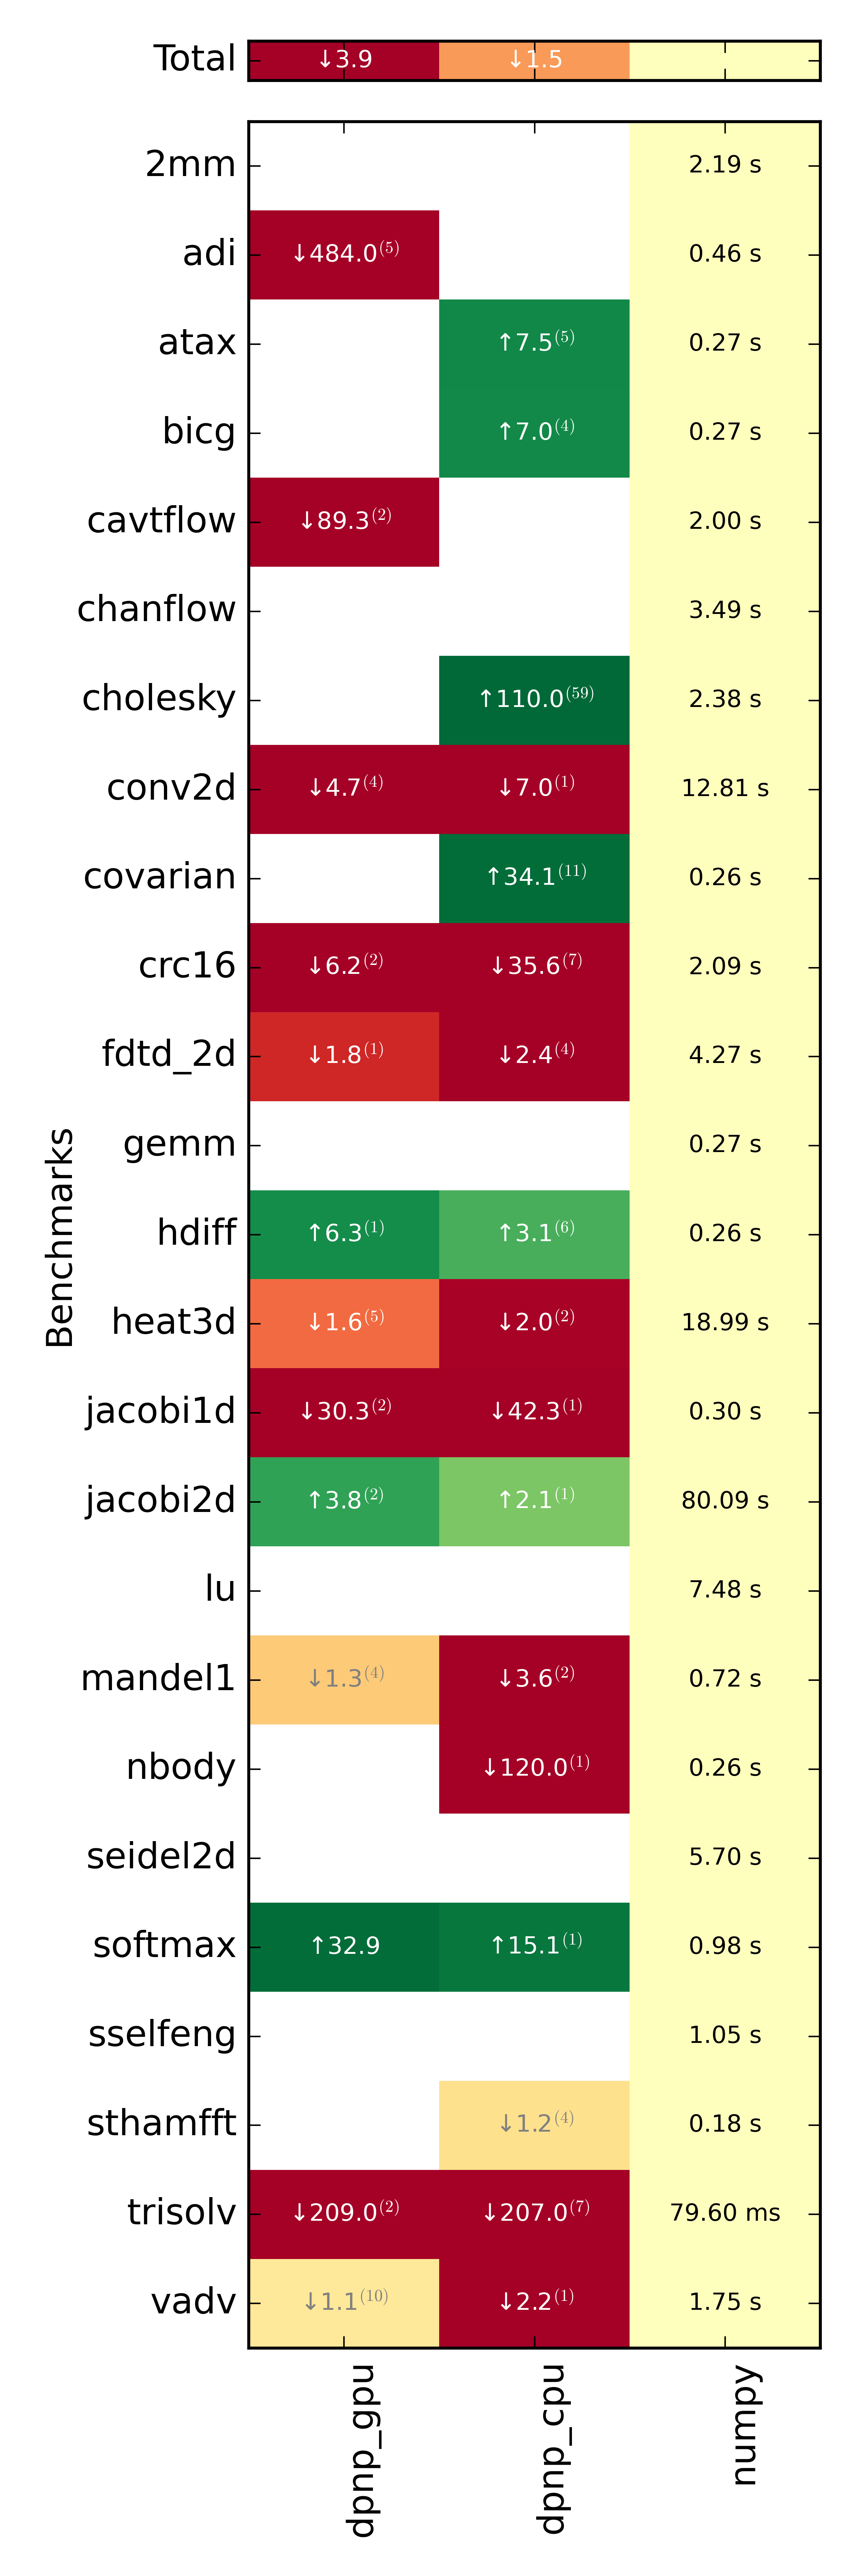 Total ↓3.9 ↓1.5
2mm 2.19 s
adi ↓484.0(5) 0.46 s
atax ↑7.5(5) 0.27 s
bicg ↑7.0(4) 0.27 s
cavtflow ↓89.3(2) 2.00 s
chanflow 3.49 s
cholesky ↑110.0(59) 2.38 s
conv2d ↓4.7(4) ↓7.0(1) 12.81 s
covarian ↑34.1(11) 0.26 s
crc16 ↓6.2(2) ↓35.6(7) 2.09 s
fdtd_2d ↓1.8(1) ↓2.4(4) 4.27 s
gemm 0.27 s
hdiff ↑6.3(1) ↑3.1(6) 0.26 s
heat3d ↓1.6(5) ↓2.0(2) 18.99 s
jacobi1d ↓30.3(2) ↓42.3(1) 0.30 s
jacobi2d ↑3.8(2) ↑2.1(1) 80.09 s
lu 7.48 s
mandel1 ↓1.3(4) ↓3.6(2) 0.72 s
nbody ↓120.0(1) 0.26 s
seidel2d 5.70 s
softmax ↑32.9 ↑15.1(1) 0.98 s
sselfeng 1.05 s
sthamfft ↓1.2(4) 0.18 s
trisolv ↓209.0(2) ↓207.0(7) 79.60 ms
vadv ↓1.1(10) ↓2.2(1) 1.75 s
Benchmarks
dpnp_gpu
dpnp_cpu
numpy